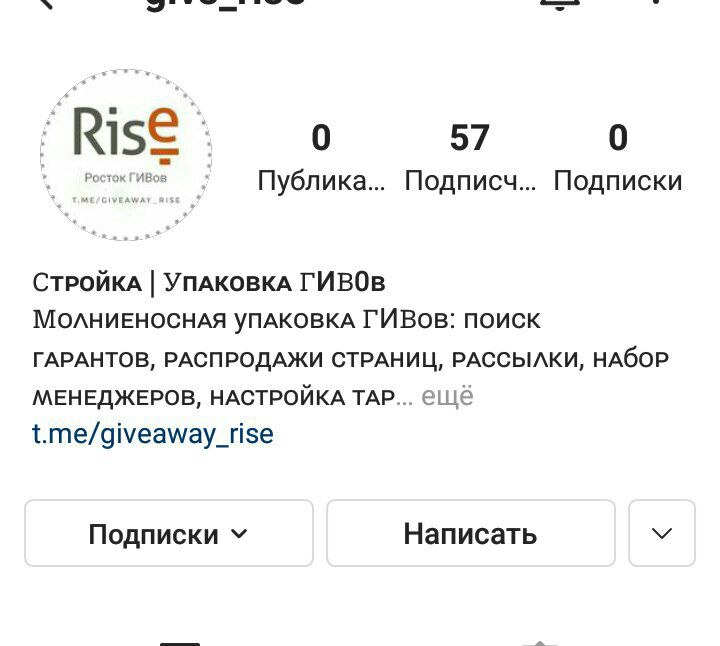 give_rise
Rise
Росток ГИВов
T.ME/GIVEAWAY_RISE
0 57 0
Публика... Подписч... Подписки
Стройка | Упаковка ГИВ0в
Молниеносная упаковка ГИВов: поиск
гарантов, распродажи страниц, рассылки, набор
менеджеров, настройка тар... ещё
t.me/giveaway_rise
Подписки
Написать